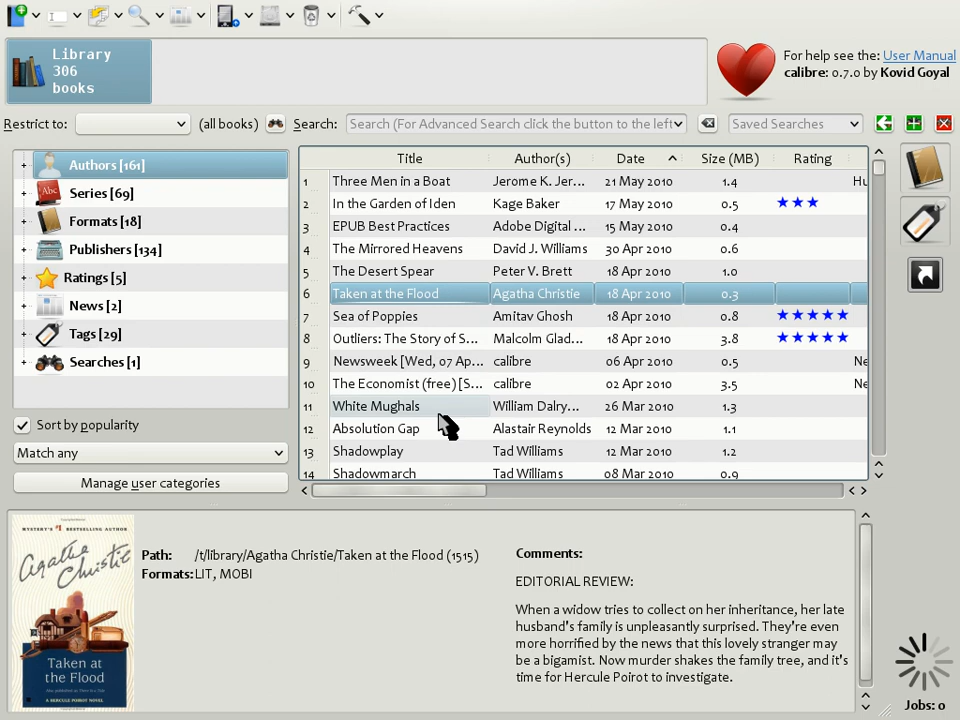 Library
306
books
For help see the: User Manual
calibre: 0.7.0 by Kovid Goyal
Restrict to:
(all books)
Search:
Search (For Advanced Search click the button to the left
Saved Searches
Authors [161]
Series [69]
Formats [18]
Publishers [134]
Ratings [5]
News [2]
Tags [29]
Searches [1]
Sort by popularity
Match any
Manage user categories
Title Author(s) Date Size (MB) Rating
1 Three Men in a Boat Jerome K. Jer... 21 May 2010 1.4 Hu
2 In the Garden of Iden Kage Baker 17 May 2010 0.5 ★★★
3 EPUB Best Practices Adobe Digital ... 15 May 2010 0.4
4 The Mirrored Heavens David J. Williams 30 Apr 2010 0.6
5 The Desert Spear Peter V. Brett 18 Apr 2010 1.0
6 Taken at the Flood Agatha Christie 18 Apr 2010 0.3
7 Sea of Poppies Amitav Ghosh 18 Apr 2010 0.8 ★★★★★
8 Outliers: The Story of S... Malcolm Glad... 18 Apr 2010 3.8 ★★★★★
9 Newsweek [Wed, 07 Ap... calibre 06 Apr 2010 0.5 Ne
10 The Economist (free) [S... calibre 02 Apr 2010 3.5 Ne
11 White Mughals William Dalry... 26 Mar 2010 1.3
12 Absolution Gap Alastair Reynolds 12 Mar 2010 1.1
13 Shadowplay Tad Williams 12 Mar 2010 1.2
14 Shadowmarch Tad Williams 08 Mar 2010 0.9
MYSTERY'S #1 BESTSELLING AUTHOR
Agatha
Christie
Taken at
the Flood
A HERCULE POIROT NOVEL
Path: /t/library/Agatha Christie/Taken at the Flood (1515)
Formats: LIT, MOBI
Comments:
EDITORIAL REVIEW:
When a widow tries to collect on her inheritance, her late
husband's family is unpleasantly surprised. They're even
more horrified by the news that this lovely stranger may
be a bigamist. Now murder shakes the family tree, and it's
time for Hercule Poirot to investigate.
Jobs: 0